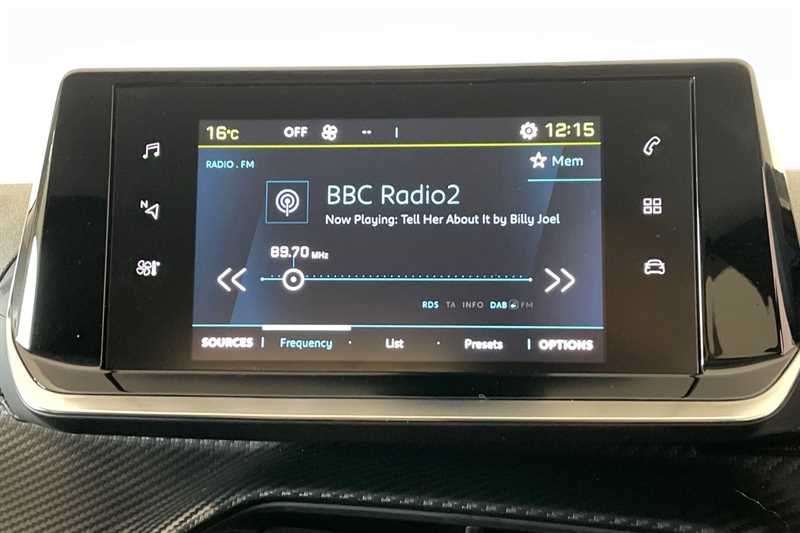 16°C OFF -- 12:15
RADIO . FM
Mem
BBC Radio2
Now Playing: Tell Her About It by Billy Joel
89.70 MHz
RDS TA INFO DAB FM
SOURCES Frequency List Presets OPTIONS
N